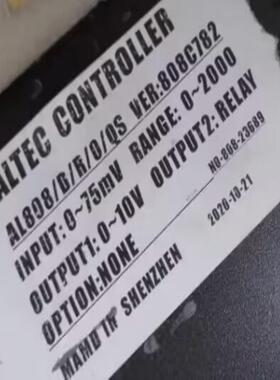 ALTEC CONTROLLER
AL898/D/R/O/QS VER:808C782
INPUT: 0~75mV RANGE: 0~2000
OUTPUT1: 0~10V OUTPUT2: RELAY
OPTION:NONE NO:808-23689
MAMD IN SHENZHEN 2020-10-21